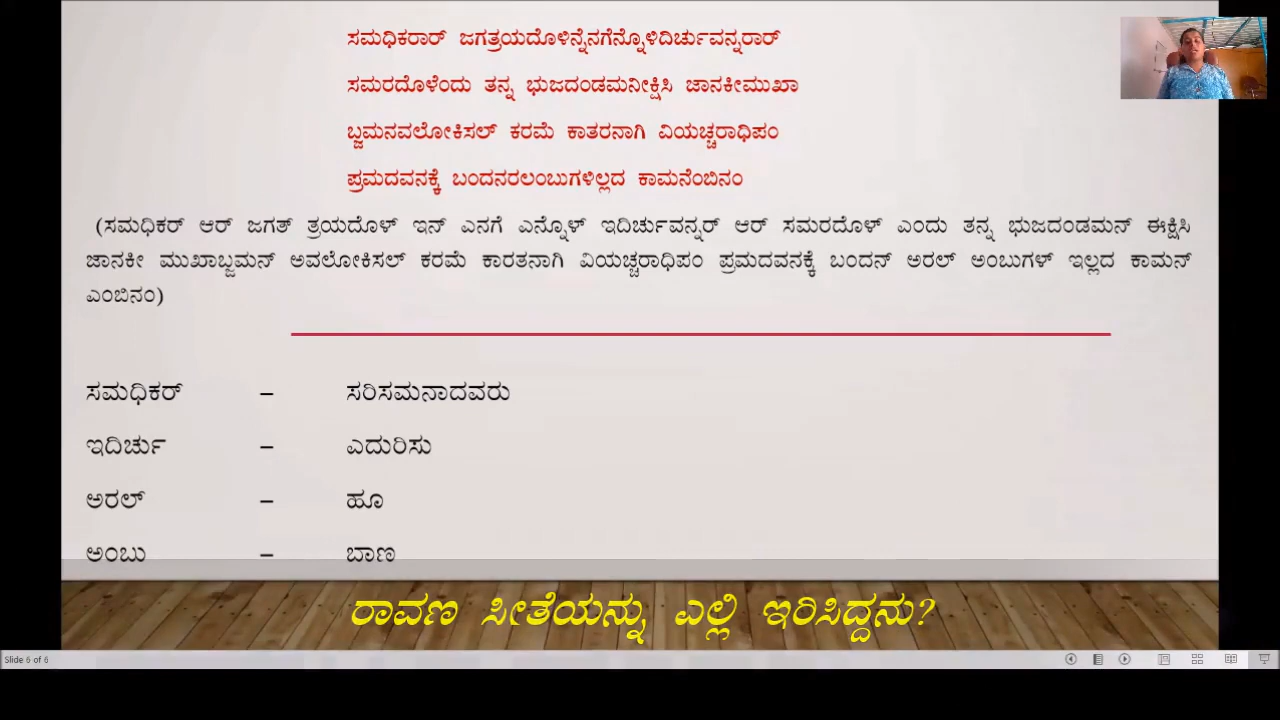 ಸಮಧಿಕರಾರ್ ಜಗತ್ರಯದೊಳಿನ್ನೆನಗೆನ್ನೊಳಿದಿರ್ಚುವನ್ನರಾರ್
ಸಮರದೊಳೆಂದು ತನ್ನ ಭುಜದಂಡಮನೀಕ್ಷಿಸಿ ಜಾನಕೀಮುಖಾ
ಬ್ಜಮನವಲೋಕಿಸಲ್ ಕರಮೆ ಕಾತರನಾಗಿ ವಿಯಚ್ಚರಾಧಿಪಂ
ಪ್ರಮದವನಕ್ಕೆ ಬಂದನರಲಂಬುಗಳಿಲ್ಲದ ಕಾಮನೆಂಬಿನಂ
(ಸಮಧಿಕರ್ ಆರ್ ಜಗತ್ ತ್ರಯದೊಳ್ ಇನ್ ಎನಗೆ ಎನ್ನೊಳ್ ಇದಿರ್ಚುವನ್ನರ್ ಆರ್ ಸಮರದೊಳ್ ಎಂದು ತನ್ನ ಭುಜದಂಡಮನ್ ಈಕ್ಷಿಸಿ
ಜಾನಕೀ ಮುಖಾಬ್ಜಮನ್ ಅವಲೋಕಿಸಲ್ ಕರಮೆ ಕಾರತನಾಗಿ ವಿಯಚ್ಚರಾಧಿಪಂ ಪ್ರಮದವನಕ್ಕೆ ಬಂದನ್ ಅರಲ್ ಅಂಬುಗಳ್ ಇಲ್ಲದ ಕಾಮನ್
ಎಂಬಿನಂ)
ಸಮಧಿಕರ್ – ಸರಿಸಮನಾದವರು
ಇದಿರ್ಚು – ಎದುರಿಸು
ಅರಲ್ – ಹೂ
ಅಂಬು – ಬಾಣ
ರಾವಣ ಸೀತೆಯನ್ನು ಎಲ್ಲಿ ಇರಿಸಿದ್ದನು?
Slide 6 of 6